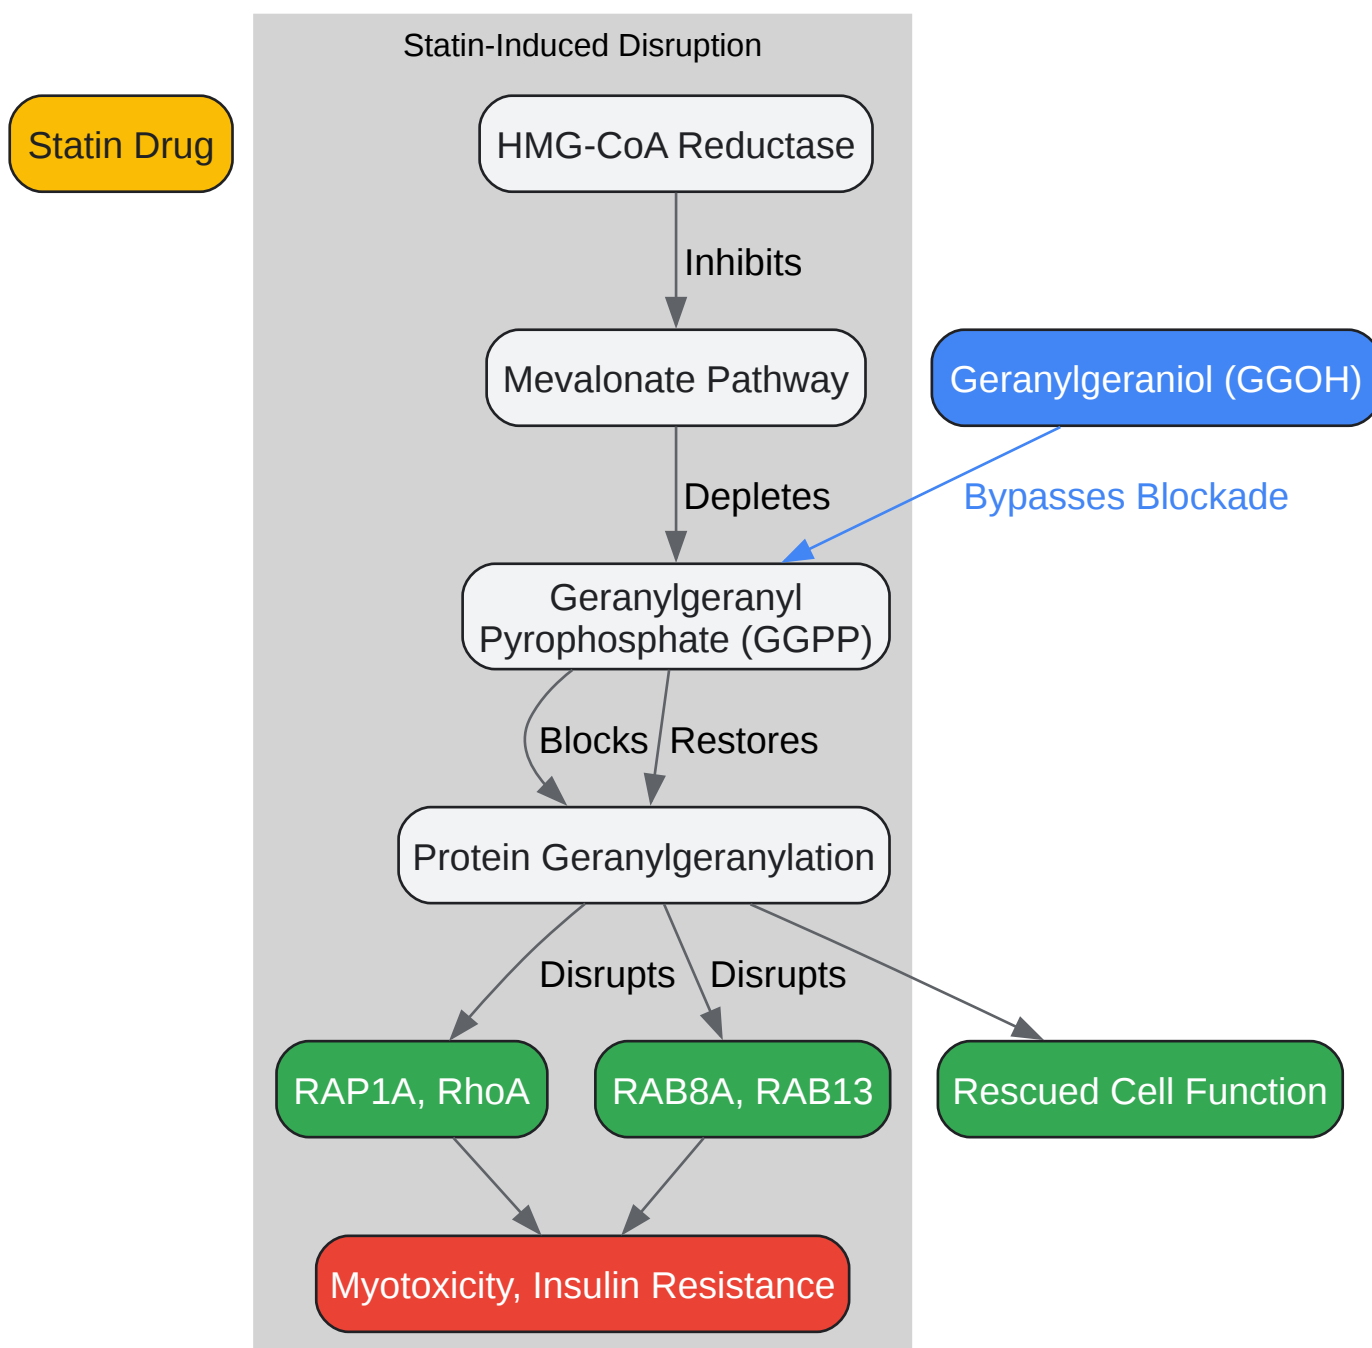 Statin-Induced Disruption
Statin Drug
HMG-CoA Reductase
Inhibits
Mevalonate Pathway
Geranylgeraniol (GGOH)
Depletes
Bypasses Blockade
Geranylgeranyl
Pyrophosphate (GGPP)
Blocks
Restores
Protein Geranylgeranylation
Disrupts
Disrupts
RAP1A, RhoA
RAB8A, RAB13
Rescued Cell Function
Myotoxicity, Insulin Resistance